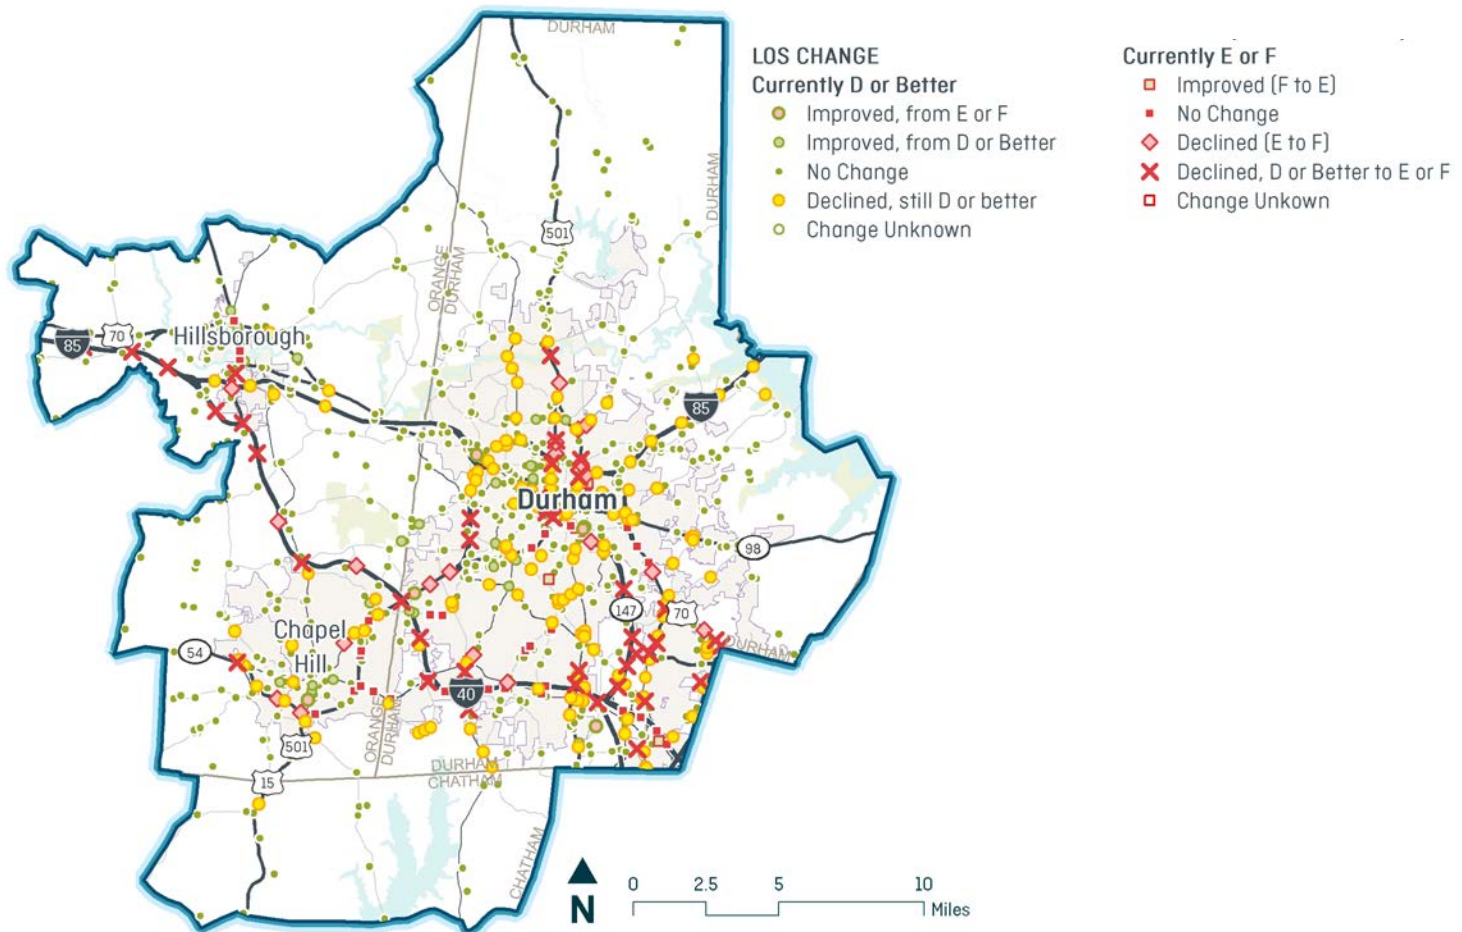 DURHAM
LOS CHANGE
Currently D or Better
Improved, from E or F
Improved, from D or Better
No Change
Declined, still D or better
Change Unknown
Currently E or F
Improved (F to E)
No Change
Declined (E to F)
Declined, D or Better to E or F
Change Unkown
DURHAM
501
ORANGE
DURHAM
85
70
Hillsborough
85
Durham
98
147
70
Chapel
Hill
54
DURHAM
40
ORANGE
DURHAM
501
15
DURHAM
CHATHAM
CHATHAM
N
0 2.5 5 10
Miles